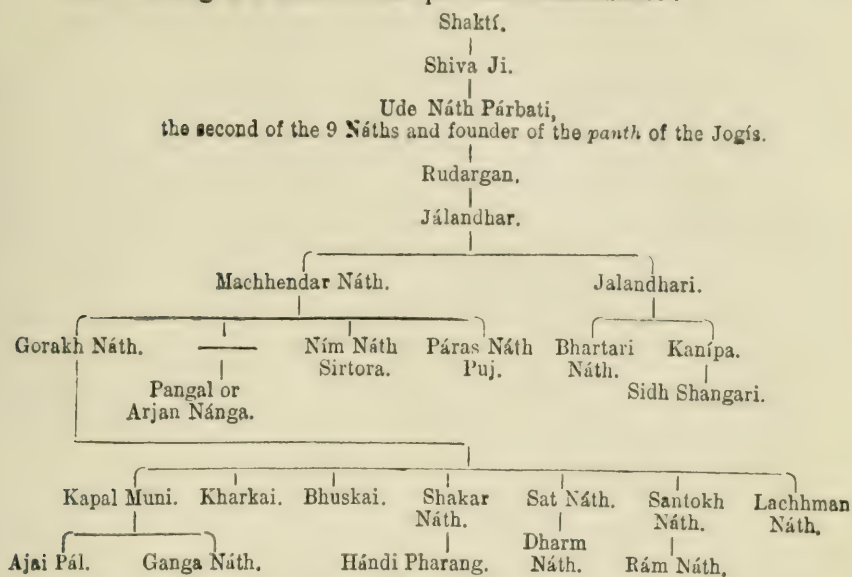 Shaktí.
Shiva Ji.
Ude Náth Párbati,
the second of the 9 Náths and founder of the panth of the Jogís.
Rudargan.
Jálandhar.
Machhendar Náth. Jalandhari.
Gorakh Náth. Ním Náth Páras Náth Bhartari Kanípa.
Sirtora. Puj. Náth.
Pangal or Sidh Shangari.
Arjan Nánga.
Kapal Muni. Kharkai. Bhuskai. Shakar Sat Náth. Santokh Lachhman
Náth. Náth. Náth.
Ajai Pál. Ganga Náth. Hándi Pharang. Dharm Rám Náth.
Náth.